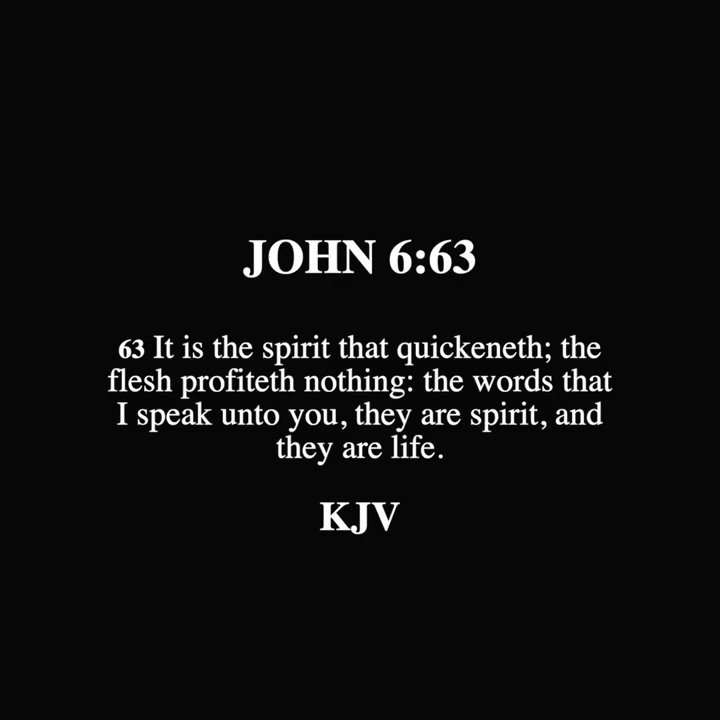 JOHN 6:63
63 It is the spirit that quickeneth; the
flesh profiteth nothing: the words that
I speak unto you, they are spirit, and
they are life.
KJV